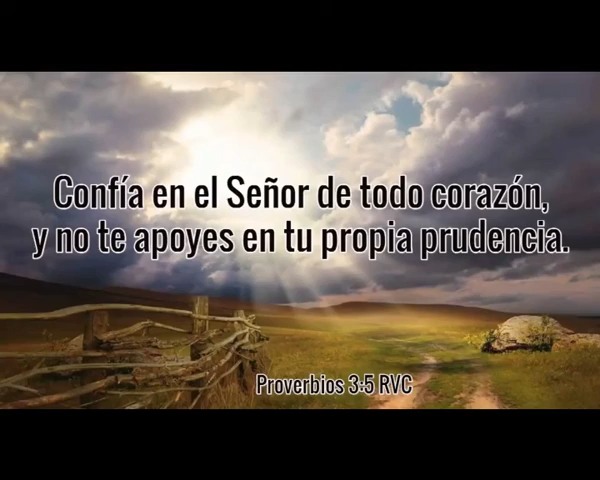 Confía en el Señor de todo corazón,
y no te apoyes en tu propia prudencia.
Proverbios 3:5 RVC